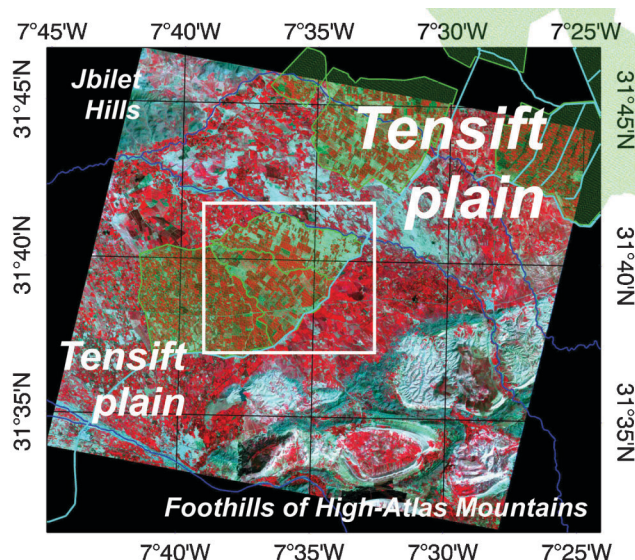 7°45'W 7°40'W 7°35'W 7°30'W 7°25'W
31°45'N
31°45'N
Jbilet
Hills
Tensift
plain
31°40'N
31°40'N
Tensift
plain
31°35'N
31°35'N
Foothills of High-Atlas Mountains
7°40'W 7°35'W 7°30'W 7°25'W